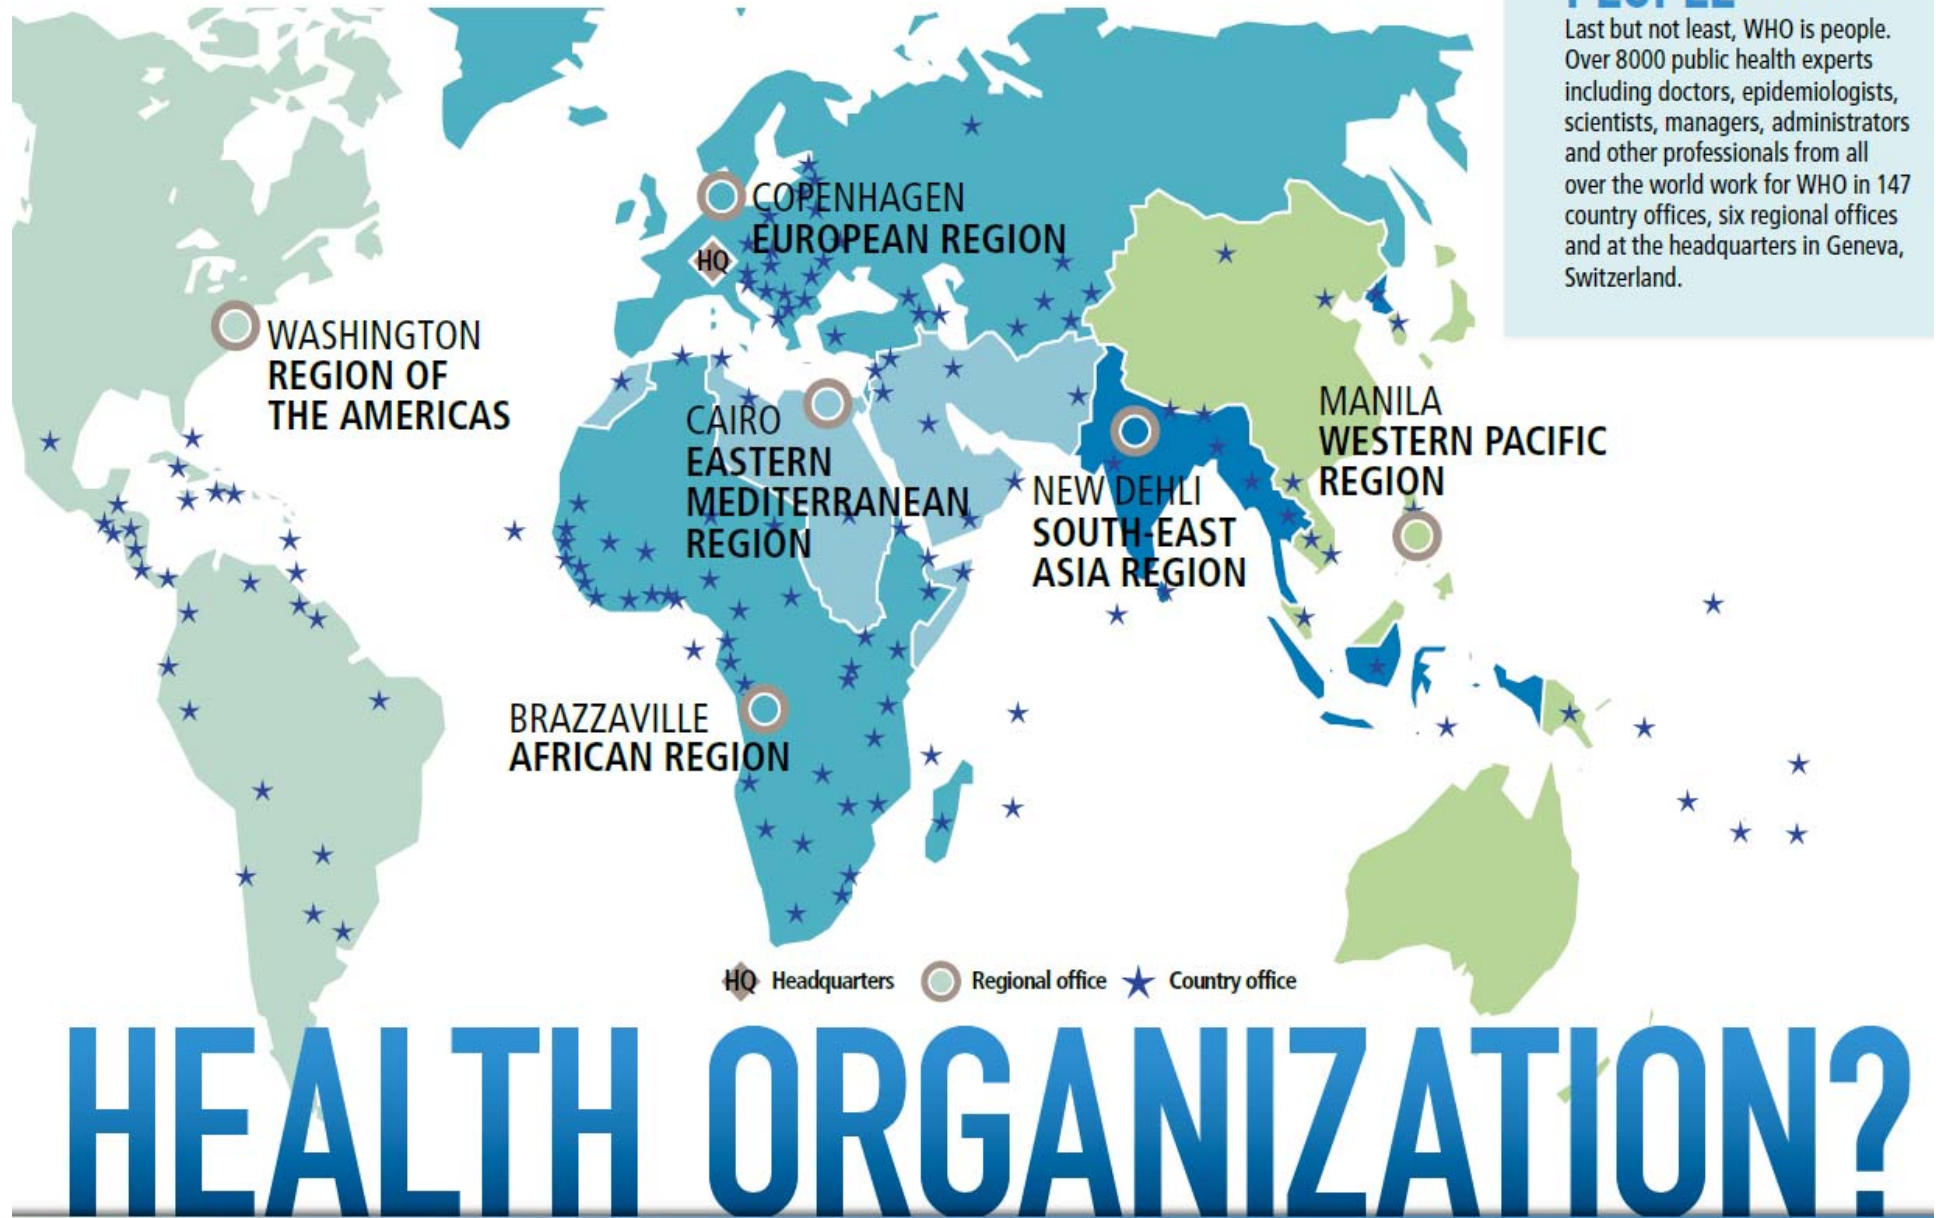 PEOPLE
Last but not least, WHO is people.
Over 8000 public health experts
including doctors, epidemiologists,
scientists, managers, administrators
and other professionals from all
over the world work for WHO in 147
country offices, six regional offices
and at the headquarters in Geneva,
Switzerland.
COPENHAGEN
EUROPEAN REGION
HQ
WASHINGTON
REGION OF
THE AMERICAS
CAIRO
EASTERN
MEDITERRANEAN
REGION
NEW DEHLI
SOUTH-EAST
ASIA REGION
MANILA
WESTERN PACIFIC
REGION
BRAZZAVILLE
AFRICAN REGION
HQ Headquarters Regional office Country office
HEALTH ORGANIZATION?